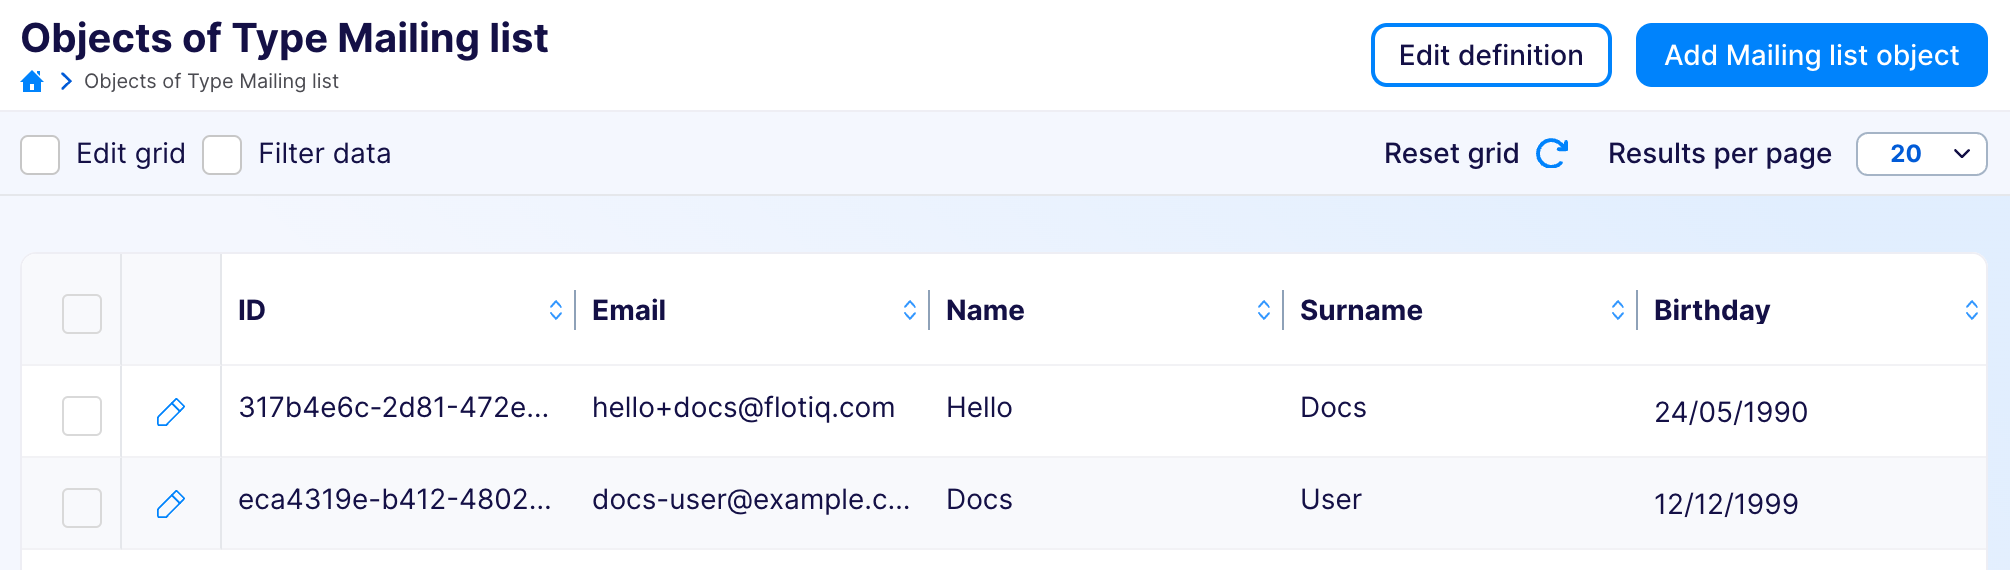 Objects of Type Mailing list
Edit definition
Add Mailing list object
Objects of Type Mailing list
Edit grid
Filter data
Reset grid
Results per page
20
ID Email Name Surname Birthday
317b4e6c-2d81-472e... hello+docs@flotiq.com Hello Docs 24/05/1990
eca4319e-b412-4802... docs-user@example.c... Docs User 12/12/1999